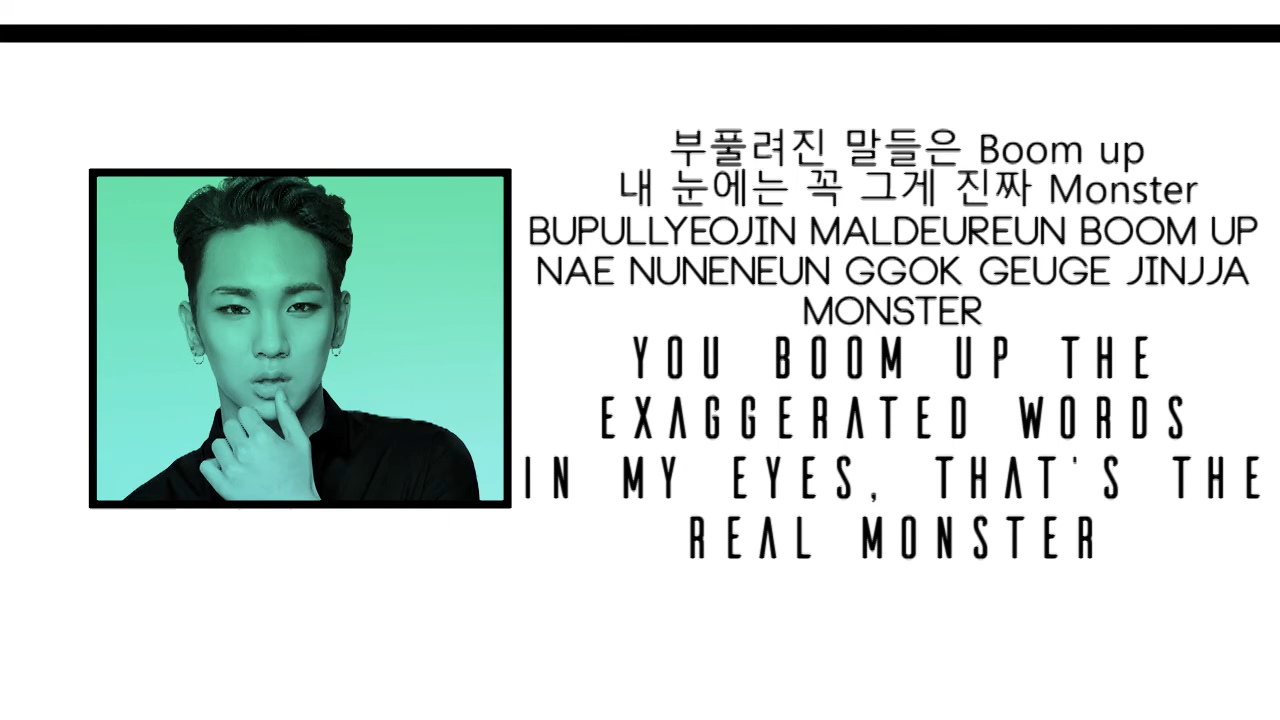 부풀려진 말들은 Boom up
내 눈에는 꼭 그게 진짜 Monster
BUPULLYEOJIN MALDEUREUN BOOM UP
NAE NUNENEUN GGOK GEUGE JINJJA
MONSTER
YOU BOOM UP THE
EXAGGERATED WORDS
IN MY EYES, THAT'S THE
REAL MONSTER